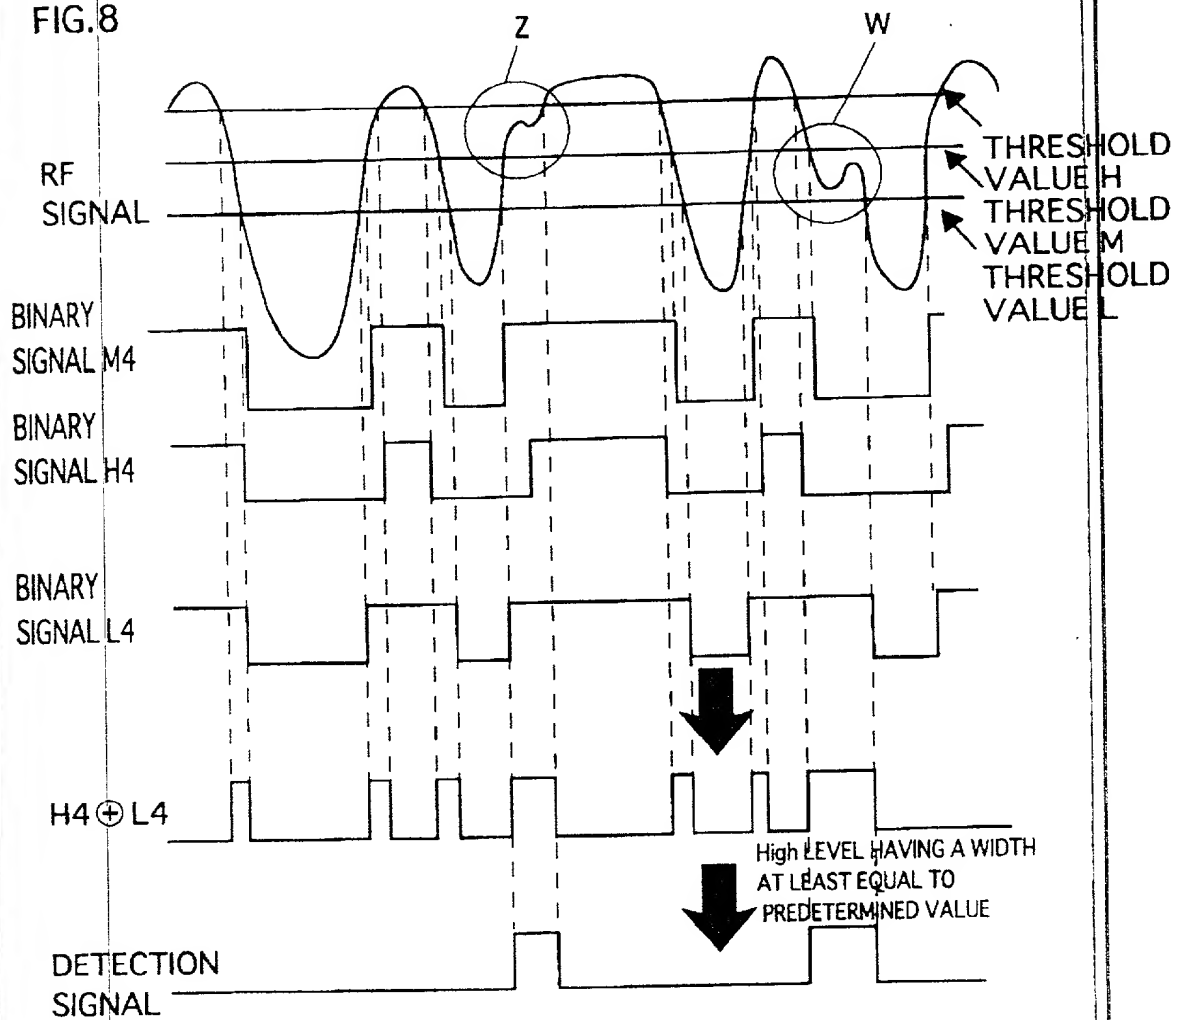 FIG.8
Z
W
RF
SIGNAL
THRESHOLD
VALUE H
THRESHOLD
VALUE M
THRESHOLD
VALUE L
BINARY
SIGNAL M4
BINARY
SIGNAL H4
BINARY
SIGNAL L4
H4 ⊕ L4
High LEVEL HAVING A WIDTH
AT LEAST EQUAL TO
PREDETERMINED VALUE
DETECTION
SIGNAL